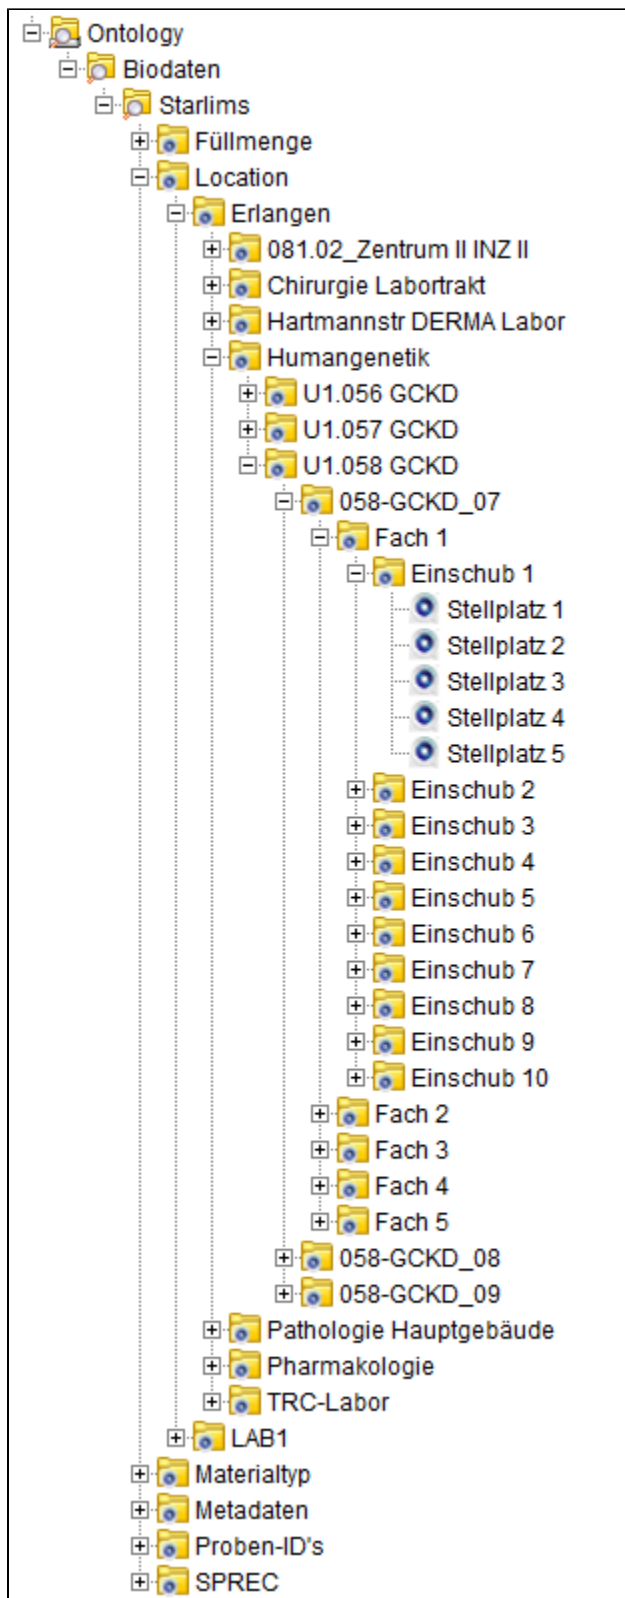 Ontology
Biodaten
Starlims
Füllmenge
Location
Erlangen
081.02_Zentrum II INZ II
Chirurgie Labortrakt
Hartmannstr DERMA Labor
Humangenetik
U1.056 GCKD
U1.057 GCKD
U1.058 GCKD
058-GCKD_07
Fach 1
Einschub 1
Stellplatz 1
Stellplatz 2
Stellplatz 3
Stellplatz 4
Stellplatz 5
Einschub 2
Einschub 3
Einschub 4
Einschub 5
Einschub 6
Einschub 7
Einschub 8
Einschub 9
Einschub 10
Fach 2
Fach 3
Fach 4
Fach 5
058-GCKD_08
058-GCKD_09
Pathologie Hauptgebäude
Pharmakologie
TRC-Labor
LAB1
Materialtyp
Metadaten
Proben-ID's
SPREC